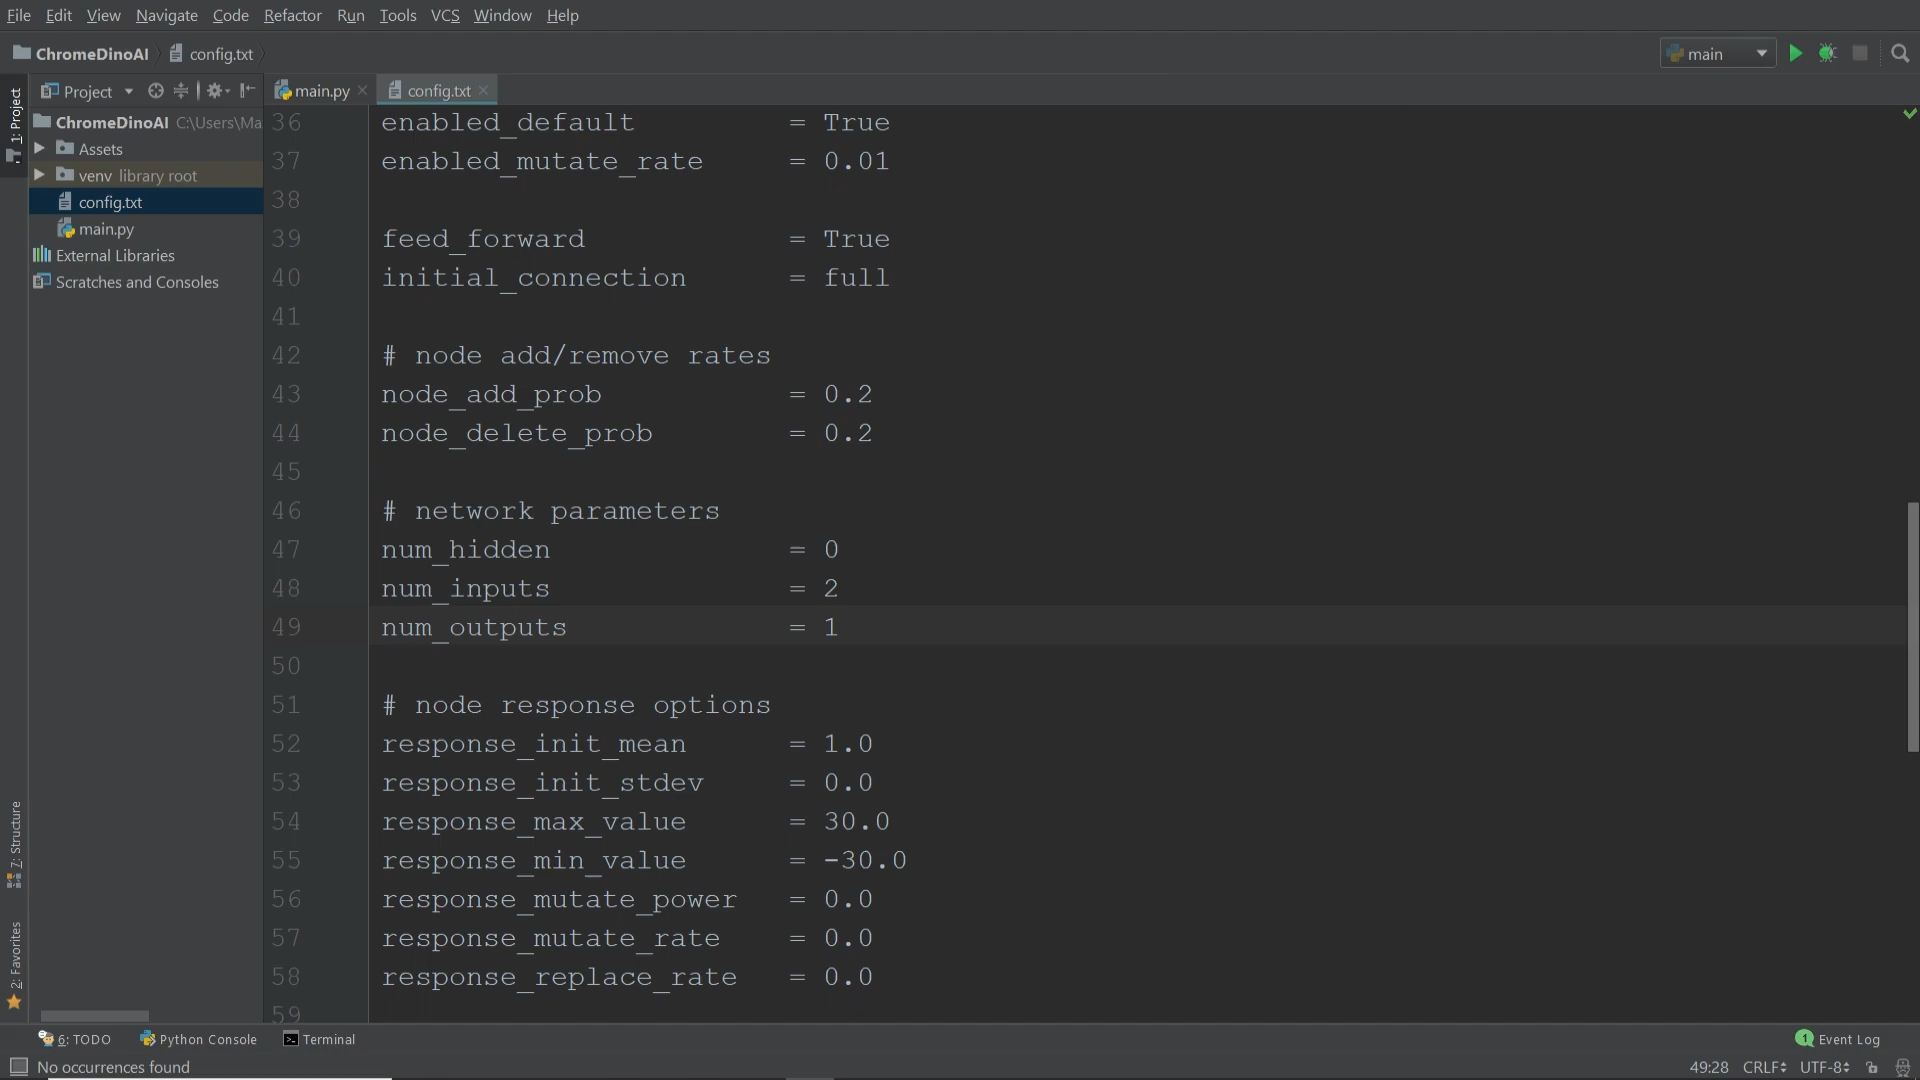 File Edit View Navigate Code Refactor Run Tools VCS Window Help
ChromeDinoAI config.txt main
1: Project
Project main.py config.txt
ChromeDinoAI C:\Users\Ma
Assets
venv library root
config.txt
main.py
External Libraries
Scratches and Consoles
36 enabled_default = True
37 enabled_mutate_rate = 0.01
38
39 feed_forward = True
40 initial_connection = full
41
42 # node add/remove rates
43 node_add_prob = 0.2
44 node_delete_prob = 0.2
45
46 # network parameters
47 num_hidden = 0
48 num_inputs = 2
49 num_outputs = 1
50
51 # node response options
52 response_init_mean = 1.0
53 response_init_stdev = 0.0
54 response_max_value = 30.0
55 response_min_value = -30.0
56 response_mutate_power = 0.0
57 response_mutate_rate = 0.0
58 response_replace_rate = 0.0
59
7: Structure
2: Favorites
6: TODO Python Console Terminal 1 Event Log
No occurrences found 49:28 CRLF UTF-8